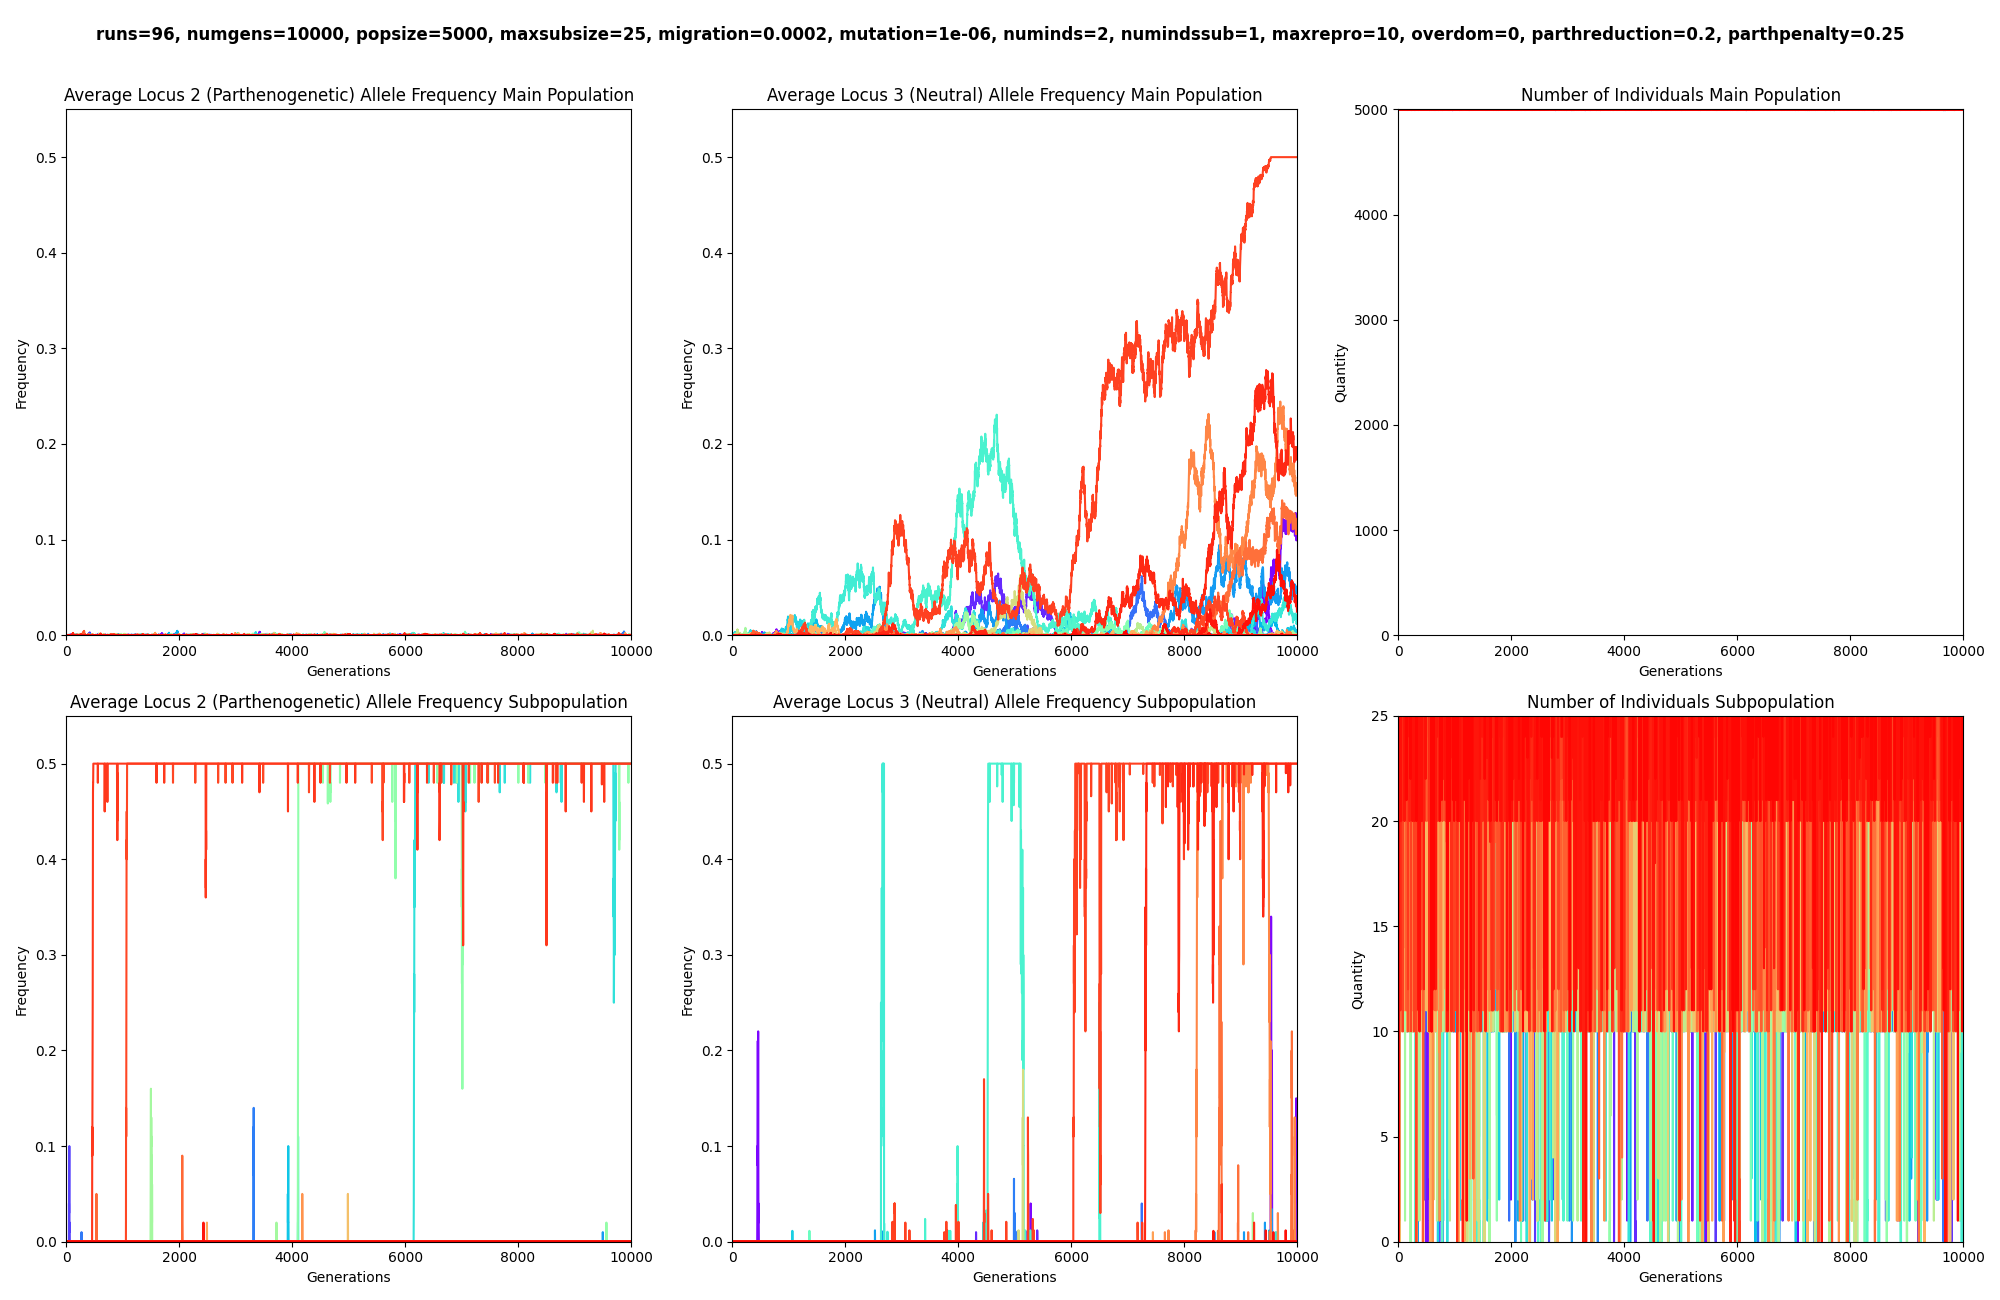 runs=96, numgens=10000, popsize=5000, maxsubsize=25, migration=0.0002, mutation=1e-06, numinds=2, numindssub=1, maxrepro=10, overdom=0, parthreduction=0.2, parthpenalty=0.25
Average Locus 2 (Parthenogenetic) Allele Frequency Main Population
Frequency
0.5
0.4
0.3
0.2
0.1
0.0
0 2000 4000 6000 8000 10000
Generations
Average Locus 3 (Neutral) Allele Frequency Main Population
Frequency
0.5
0.4
0.3
0.2
0.1
0.0
0 2000 4000 6000 8000 10000
Generations
Number of Individuals Main Population
Quantity
5000
4000
3000
2000
1000
0
0 2000 4000 6000 8000 10000
Generations
Average Locus 2 (Parthenogenetic) Allele Frequency Subpopulation
Frequency
0.5
0.4
0.3
0.2
0.1
0.0
0 2000 4000 6000 8000 10000
Generations
Average Locus 3 (Neutral) Allele Frequency Subpopulation
Frequency
0.5
0.4
0.3
0.2
0.1
0.0
0 2000 4000 6000 8000 10000
Generations
Number of Individuals Subpopulation
Quantity
25
20
15
10
5
0
0 2000 4000 6000 8000 10000
Generations